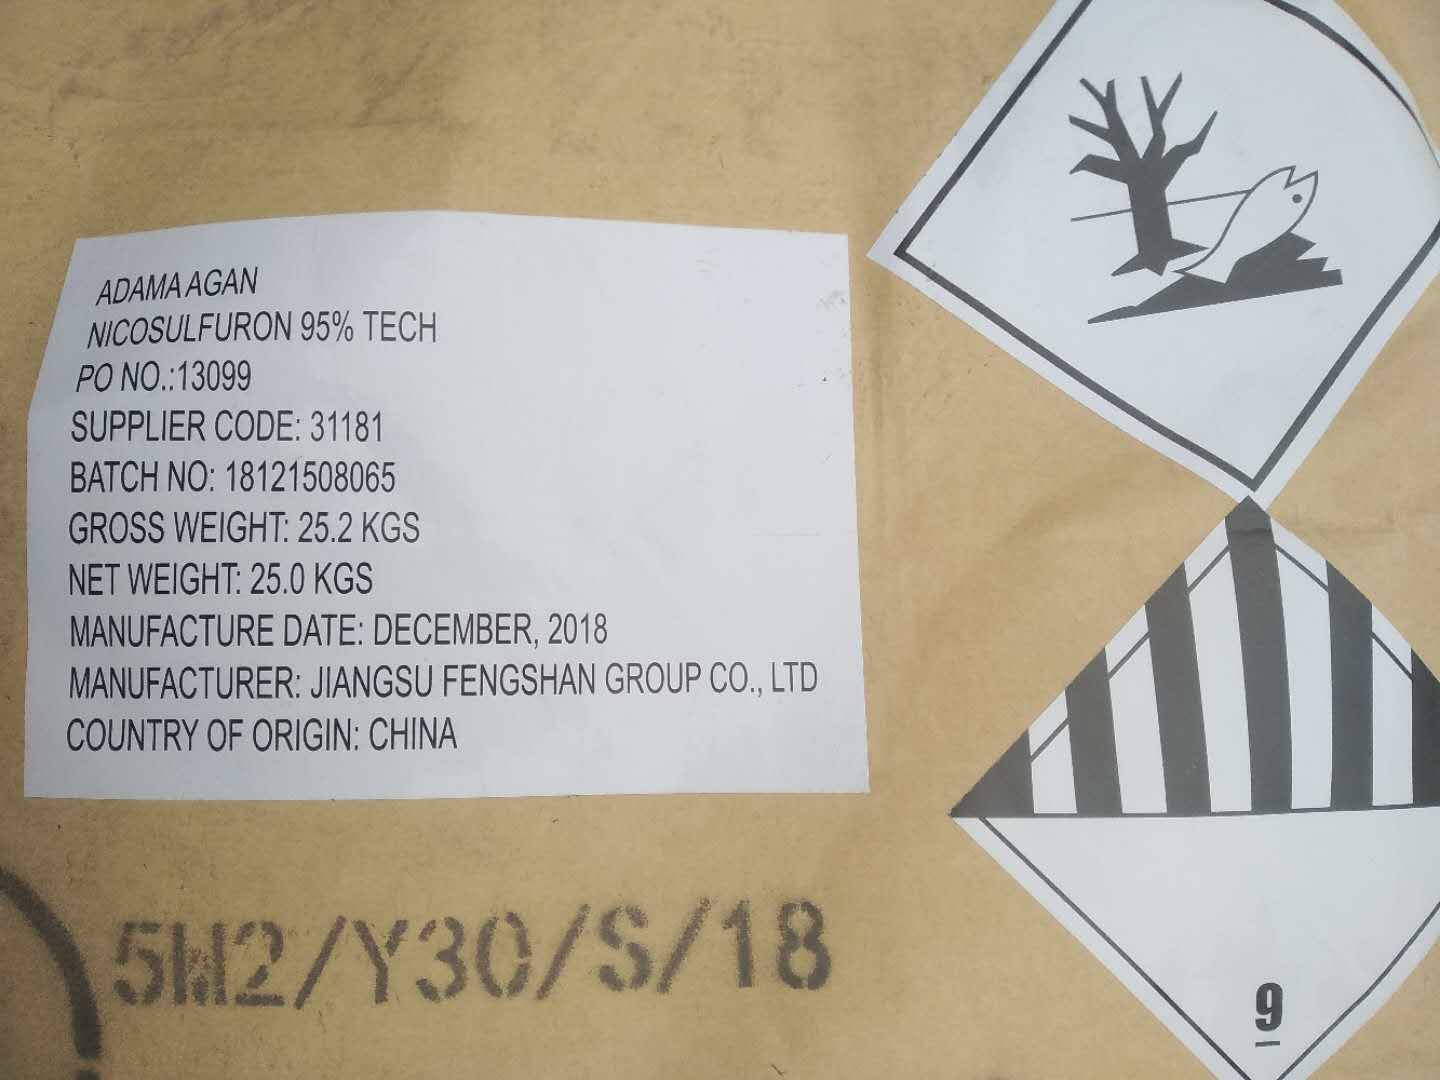 ADAMA AGAN
NICOSULFURON 95% TECH
PO NO.:13099
SUPPLIER CODE: 31181
BATCH NO: 18121508065
GROSS WEIGHT: 25.2 KGS
NET WEIGHT: 25.0 KGS
MANUFACTURE DATE: DECEMBER, 2018
MANUFACTURER: JIANGSU FENGSHAN GROUP CO., LTD
COUNTRY OF ORIGIN: CHINA
5M2/Y30/S/18
9